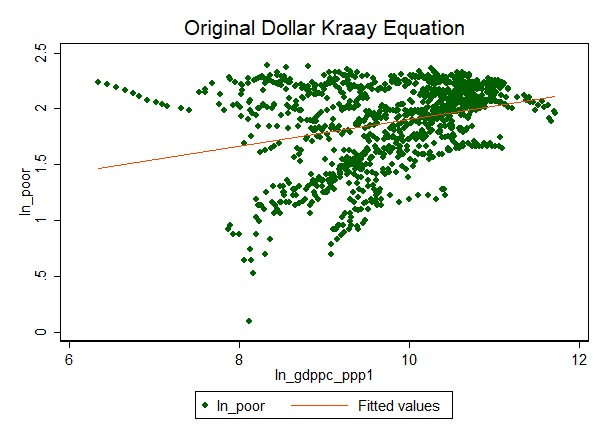 Original Dollar Kraay Equation
2.5
2
1.5
1
.5
0
ln_poor
6
8
10
12
ln_gdppc_ppp1
ln_poor
Fitted values